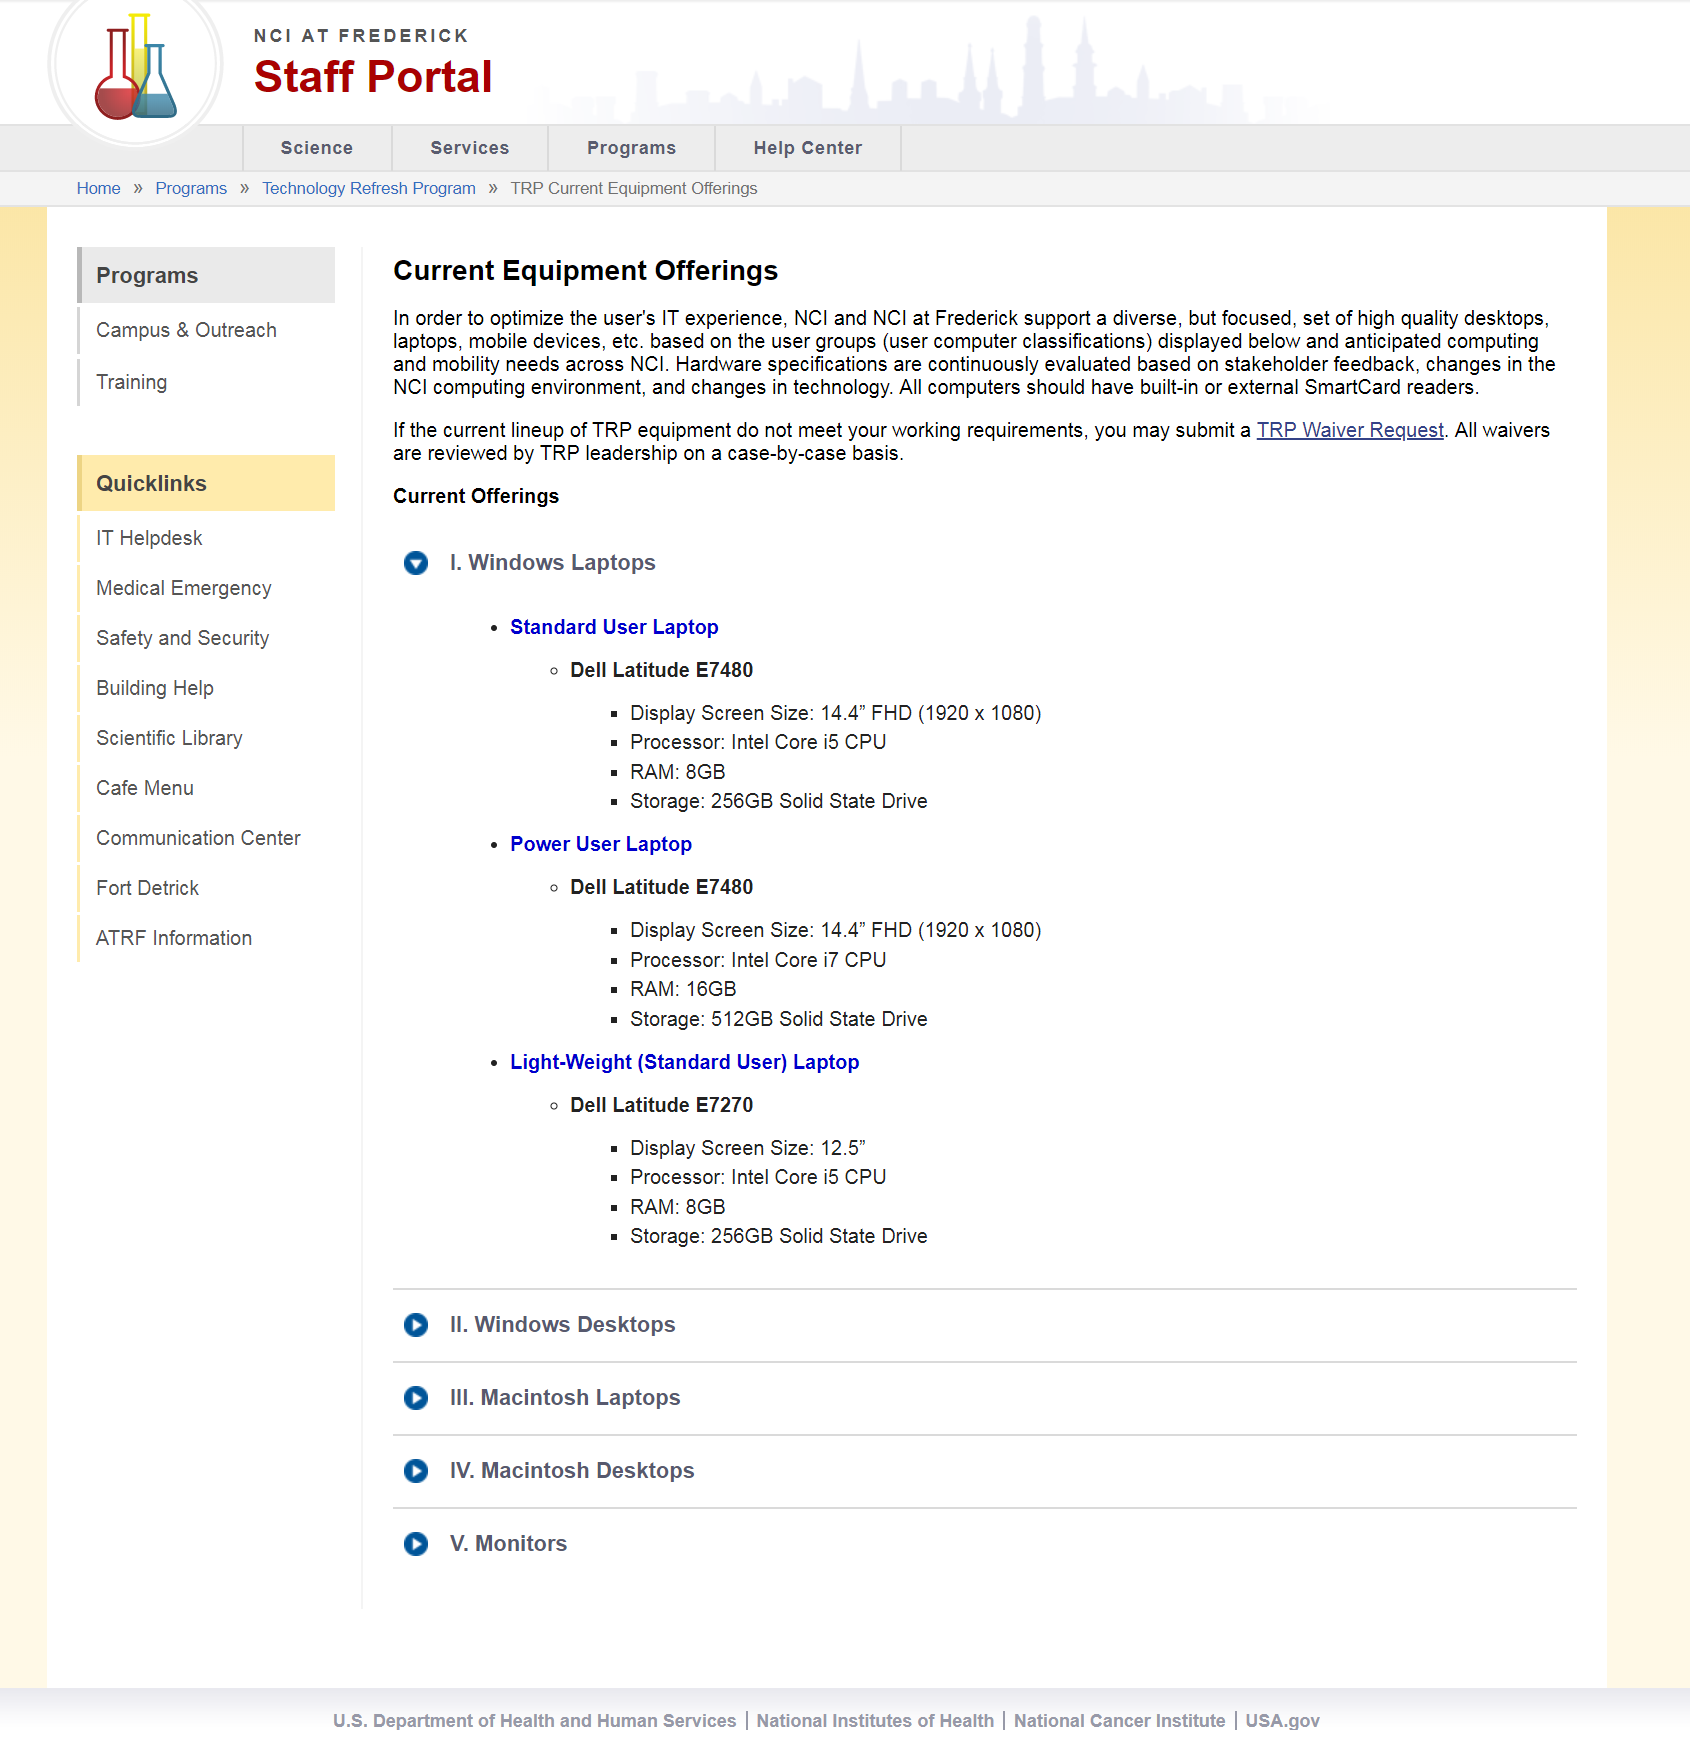 NCI AT FREDERICK
Staff Portal
Science
Services
Programs
Help Center
Home » Programs » Technology Refresh Program » TRP Current Equipment Offerings
Programs
Campus & Outreach
Training
Quicklinks
IT Helpdesk
Medical Emergency
Safety and Security
Building Help
Scientific Library
Cafe Menu
Communication Center
Fort Detrick
ATRF Information
Current Equipment Offerings
In order to optimize the user's IT experience, NCI and NCI at Frederick support a diverse, but focused, set of high quality desktops,
laptops, mobile devices, etc. based on the user groups (user computer classifications) displayed below and anticipated computing
and mobility needs across NCI. Hardware specifications are continuously evaluated based on stakeholder feedback, changes in the
NCI computing environment, and changes in technology. All computers should have built-in or external SmartCard readers.
If the current lineup of TRP equipment do not meet your working requirements, you may submit a TRP Waiver Request. All waivers
are reviewed by TRP leadership on a case-by-case basis.
Current Offerings
I. Windows Laptops
Standard User Laptop
Dell Latitude E7480
Display Screen Size: 14.4” FHD (1920 x 1080)
Processor: Intel Core i5 CPU
RAM: 8GB
Storage: 256GB Solid State Drive
Power User Laptop
Dell Latitude E7480
Display Screen Size: 14.4” FHD (1920 x 1080)
Processor: Intel Core i7 CPU
RAM: 16GB
Storage: 512GB Solid State Drive
Light-Weight (Standard User) Laptop
Dell Latitude E7270
Display Screen Size: 12.5”
Processor: Intel Core i5 CPU
RAM: 8GB
Storage: 256GB Solid State Drive
II. Windows Desktops
III. Macintosh Laptops
IV. Macintosh Desktops
V. Monitors
U.S. Department of Health and Human Services | National Institutes of Health | National Cancer Institute | USA.gov